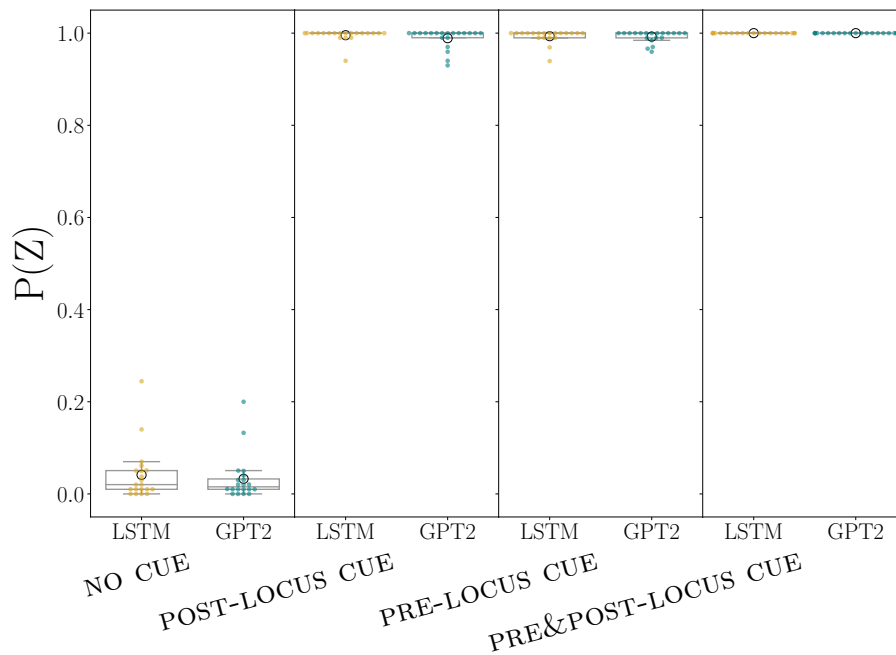 P(Z)
1.0
0.8
0.6
0.4
0.2
0.0
LSTM GPT2 LSTM GPT2 LSTM GPT2 LSTM GPT2
NO CUE
POST-LOCUS CUE
PRE-LOCUS CUE
PRE&POST-LOCUS CUE